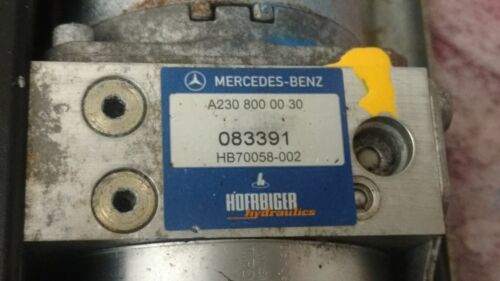 MERCEDES-BENZ
A230 800 00 30
083391
HB70058-002
HOERBIGER
hydraulics